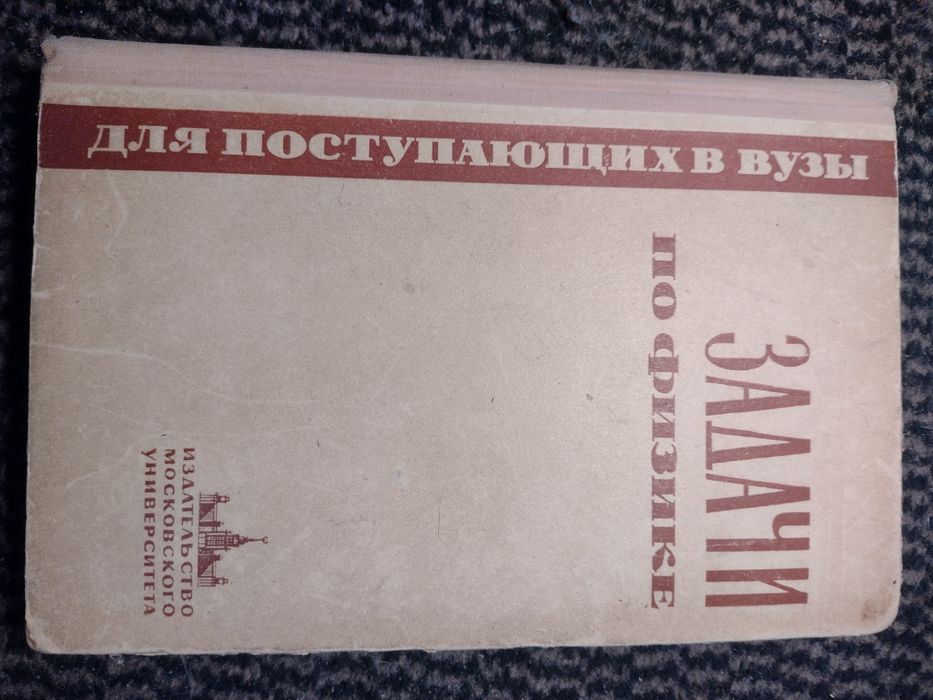 ЗАДАЧИ
ПО ФИЗИКЕ
ДЛЯ ПОСТУПАЮЩИХ В ВУЗЫ
ИЗДАТЕЛЬСТВО
МОСКОВСКОГО
УНИВЕРСИТЕТА